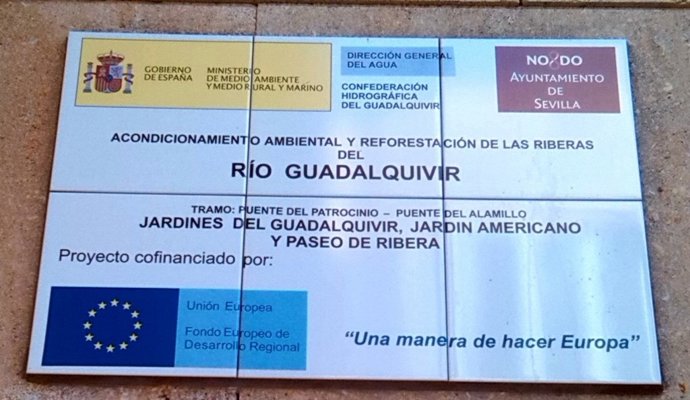 GOBIERNO
DE ESPAÑA
MINISTERIO
DE MEDIO AMBIENTE
Y MEDIO RURAL Y MARINO
DIRECCIÓN GENERAL
DEL AGUA
CONFEDERACIÓN
HIDROGRÁFICA
DEL GUADALQUIVIR
NO8DO
AYUNTAMIENTO
DE
SEVILLA
ACONDICIONAMIENTO AMBIENTAL Y REFORESTACIÓN DE LAS RIBERAS
DEL
RÍO GUADALQUIVIR
TRAMO: PUENTE DEL PATROCINIO – PUENTE DEL ALAMILLO
JARDINES DEL GUADALQUIVIR, JARDIN AMERICANO
Y PASEO DE RIBERA
Proyecto cofinanciado por:
Unión Europea
Fondo Europeo de
Desarrollo Regional
“Una manera de hacer Europa”